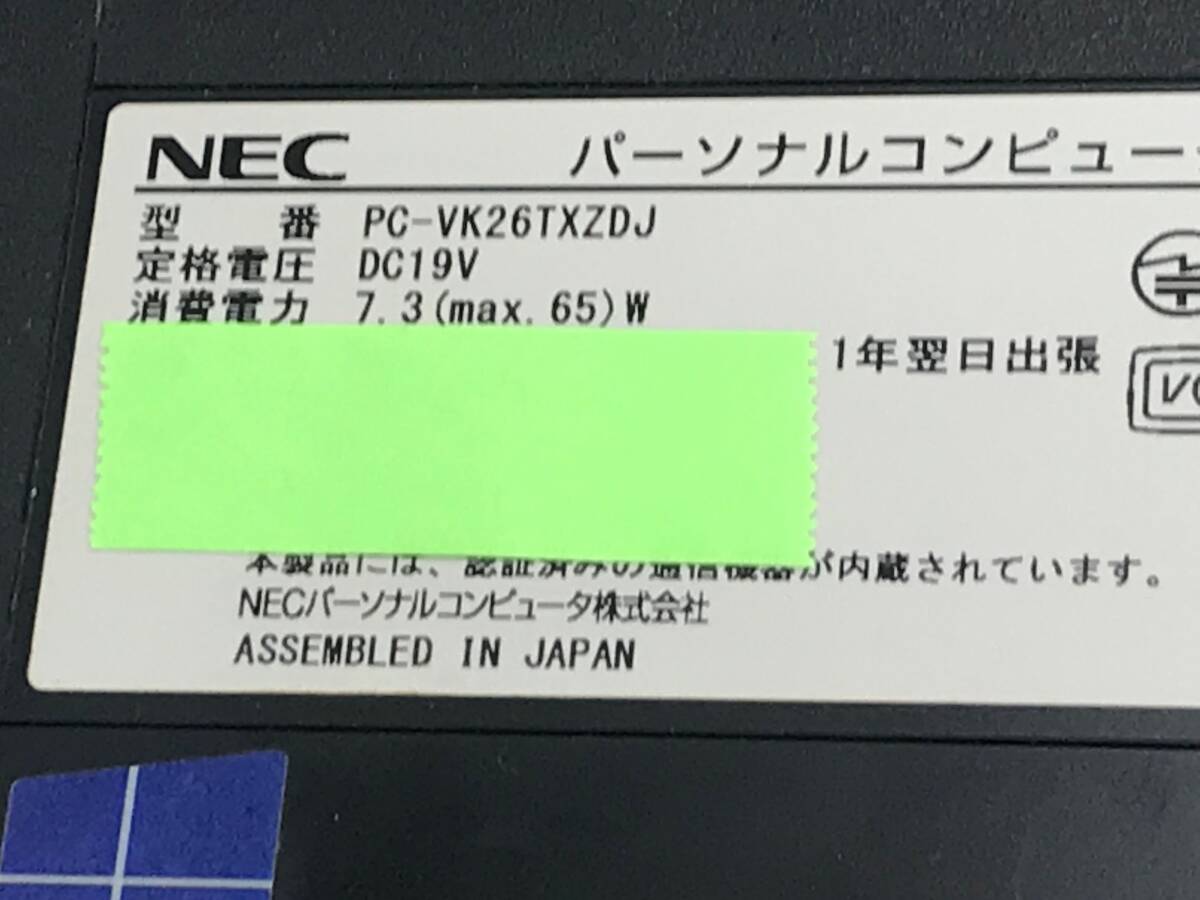 NEC パーソナルコンピュー
型 番 PC-VK26TXZDJ
定格電圧 DC19V
消費電力 7.3(max.65)W
1年翌日出張
本製品には、認証済みの通信機器が内蔵されています。
NECパーソナルコンピュータ株式会社
ASSEMBLED IN JAPAN